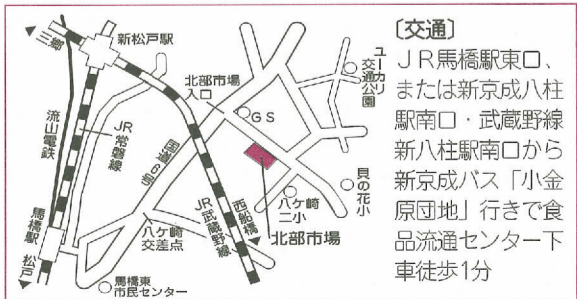 三郷
新松戸駅
流山電鉄
JR
常磐線
国道6号
北部市場
入口
GS
ユーカリ
交通公園
貝の花小
八ケ崎
二小
北部市場
西船橋
JR
武蔵野線
八ケ崎
交差点
馬橋駅
松戸
馬橋東
市民センター
〔交通〕
JR馬橋駅東口、
または新京成八柱
駅南口・武蔵野線
新八柱駅南口から
新京成バス「小金
原団地」行きで食
品流通センター下
車徒歩1分